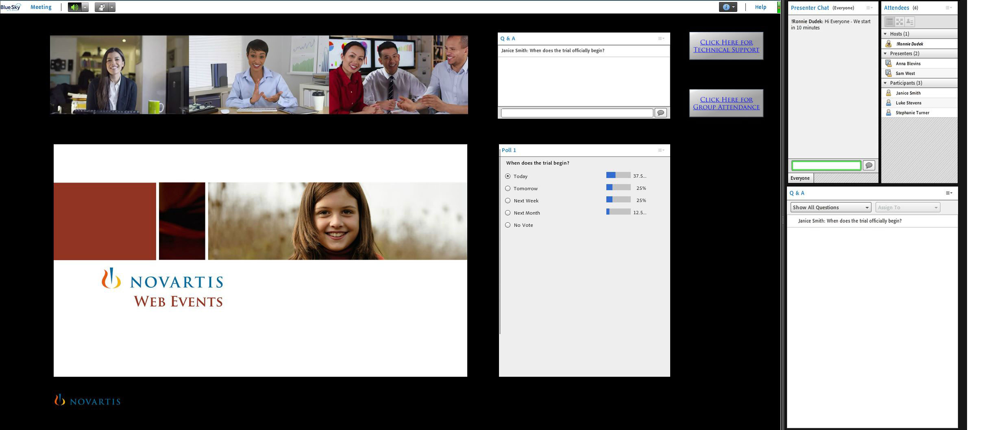 BlueSky
Meeting
Help
Q & A
Janice Smith: When does the trial officially begin?
CLICK HERE FOR
TECHNICAL SUPPORT
CLICK HERE FOR
GROUP ATTENDANCE
NOVARTIS
WEB EVENTS
Poll 1
When does the trial begin?
Today 37.5...
Tomorrow 25%
Next Week 25%
Next Month 12.5...
No Vote
NOVARTIS
Presenter Chat (Everyone)
!Ronnie Dudek: Hi Everyone - We start
in 10 minutes
Everyone
Attendees (6)
Hosts (1)
!Ronnie Dudek
Presenters (2)
Anna Blevins
Sam West
Participants (3)
Janice Smith
Luke Stevens
Stephanie Turner
Q & A
Show All Questions Assign To
Janice Smith: When does the trial officially begin?